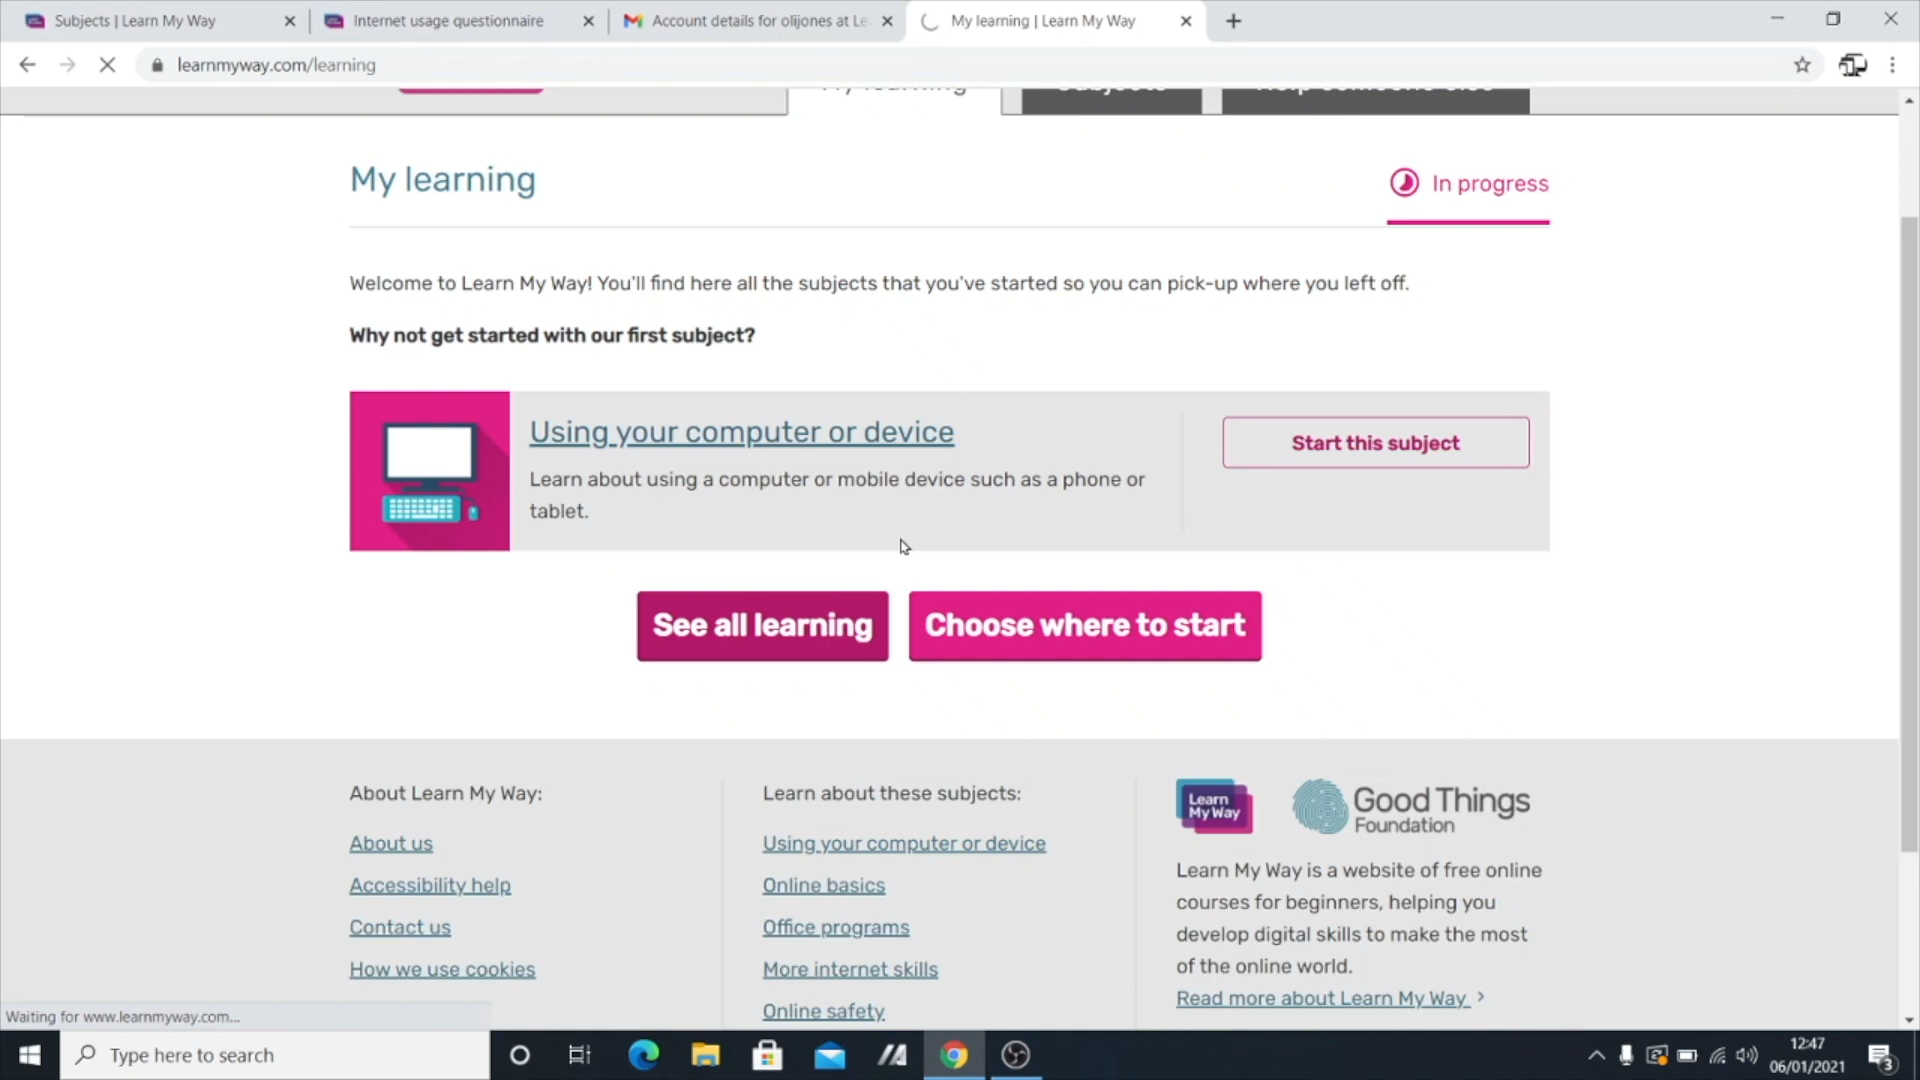 Subjects | Learn My Way
Internet usage questionnaire
Account details for olijones at Le
My learning | Learn My Way
learnmyway.com/learning
My learning
Subjects
Help someone else
My learning
In progress
Welcome to Learn My Way! You'll find here all the subjects that you've started so you can pick-up where you left off.
Why not get started with our first subject?
Using your computer or device
Start this subject
Learn about using a computer or mobile device such as a phone or
tablet.
See all learning
Choose where to start
About Learn My Way:
About us
Accessibility help
Contact us
How we use cookies
Learn about these subjects:
Using your computer or device
Online basics
Office programs
More internet skills
Online safety
Learn
My Way
Good Things
Foundation
Learn My Way is a website of free online
courses for beginners, helping you
develop digital skills to make the most
of the online world.
Read more about Learn My Way >
Waiting for www.learnmyway.com...
Type here to search
12:47
06/01/2021
3